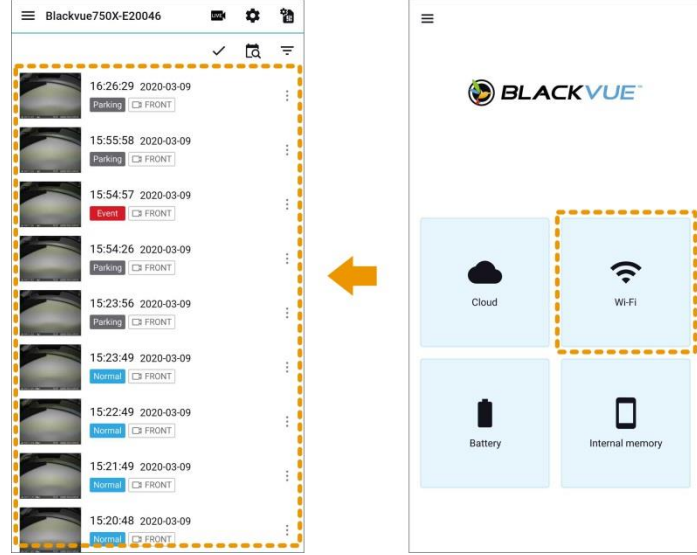 Blackvue750X-E20046
LIVE
16:26:29 2020-03-09
Parking FRONT
15:55:58 2020-03-09
Parking FRONT
15:54:57 2020-03-09
Event FRONT
15:54:26 2020-03-09
Parking FRONT
15:23:56 2020-03-09
Parking FRONT
15:23:49 2020-03-09
Normal FRONT
15:22:49 2020-03-09
Normal FRONT
15:21:49 2020-03-09
Normal FRONT
15:20:48 2020-03-09
Normal FRONT
BLACKVUE
Cloud
Wi-Fi
Battery
Internal memory